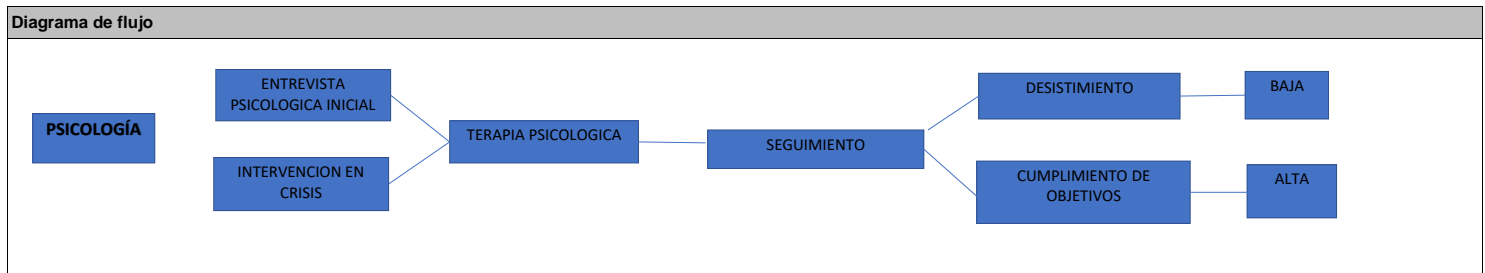 Diagrama de flujo
PSICOLOGÍA
ENTREVISTA
PSICOLOGICA INICIAL
INTERVENCION EN
CRISIS
TERAPIA PSICOLOGICA
SEGUIMIENTO
DESISTIMIENTO
BAJA
CUMPLIMIENTO DE
OBJETIVOS
ALTA